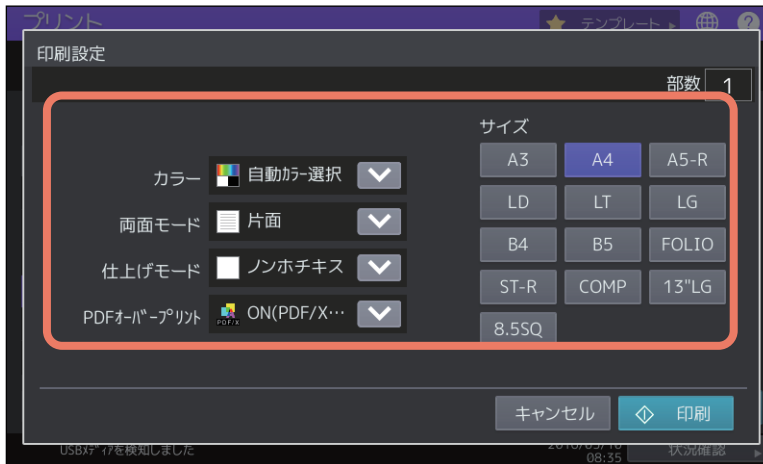 プリント
テンプレート
?
印刷設定
部数 1
サイズ
A3 A4 A5-R
カラー 自動ｶﾗｰ選択
LD LT LG
両面モード 片面
B4 B5 FOLIO
仕上げモード ノンホチキス
ST-R COMP 13"LG
PDFｵｰﾊﾞｰﾌﾟﾘﾝﾄ PDF/X ON(PDF/X…
8.5SQ
キャンセル 印刷
USBﾒﾃﾞｨｱを検知しました
状況確認
08:35